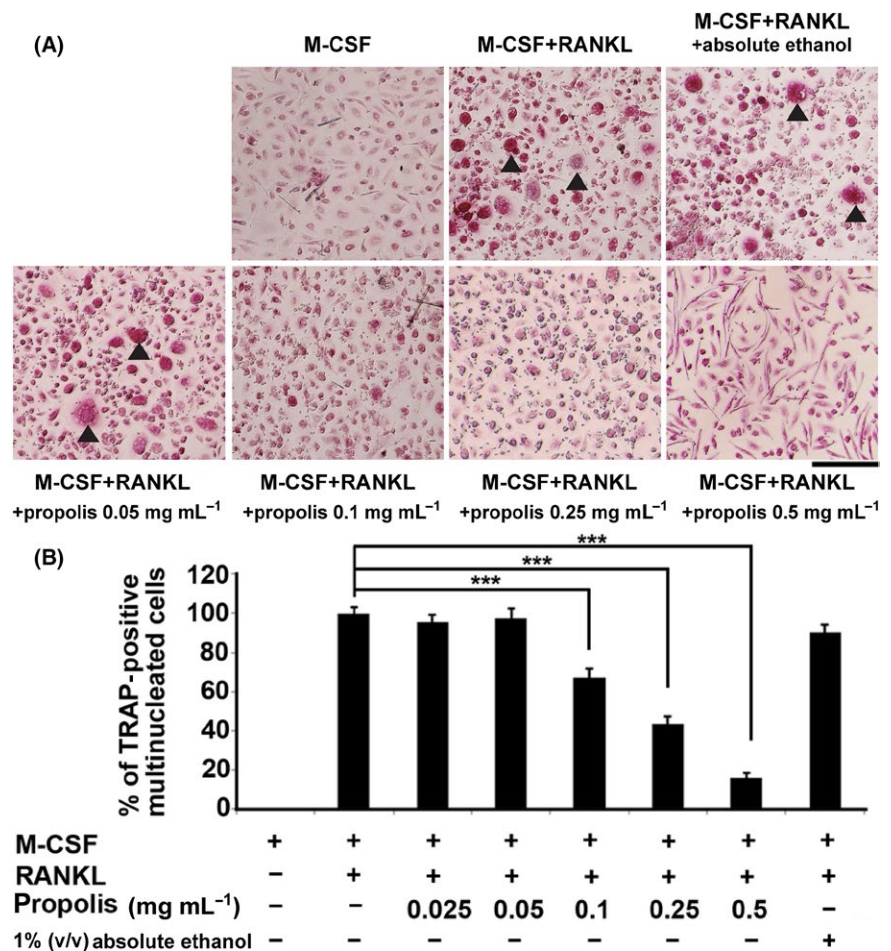 (A)
M-CSF
M-CSF+RANKL
M-CSF+RANKL
+absolute ethanol
M-CSF+RANKL
+propolis 0.05 mg mL⁻¹
M-CSF+RANKL
+propolis 0.1 mg mL⁻¹
M-CSF+RANKL
+propolis 0.25 mg mL⁻¹
M-CSF+RANKL
+propolis 0.5 mg mL⁻¹
(B)
% of TRAP-positive
multinucleated cells
120
100
80
60
40
20
0
***
***
***
M-CSF + + + + + + + +
RANKL – + + + + + + +
Propolis (mg mL⁻¹) – – 0.025 0.05 0.1 0.25 0.5 –
1% (v/v) absolute ethanol – – – – – – – +